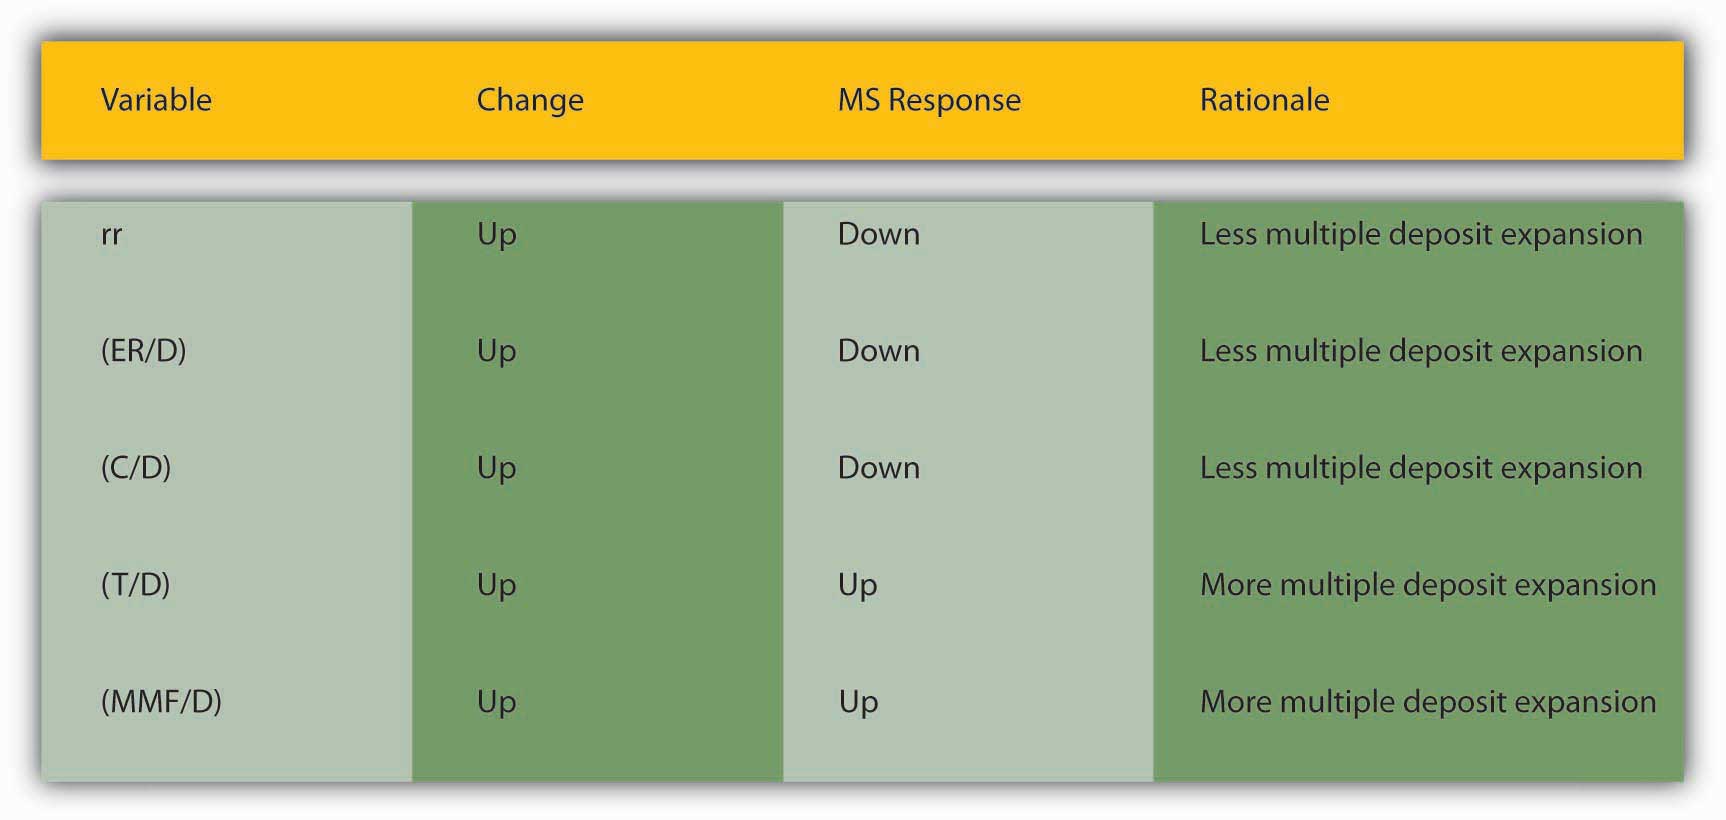 Variable Change MS Response Rationale
rr Up Down Less multiple deposit expansion
(ER/D) Up Down Less multiple deposit expansion
(C/D) Up Down Less multiple deposit expansion
(T/D) Up Up More multiple deposit expansion
(MMF/D) Up Up More multiple deposit expansion